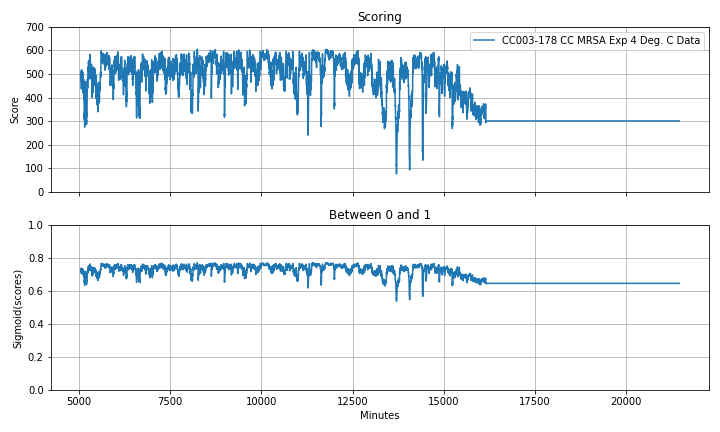 Scoring
700
600
500
400
300
200
100
0
Score
CC003-178 CC MRSA Exp 4 Deg. C Data
Between 0 and 1
1.0
0.8
0.6
0.4
0.2
0.0
Sigmoid(scores)
5000 7500 10000 12500 15000 17500 20000
Minutes